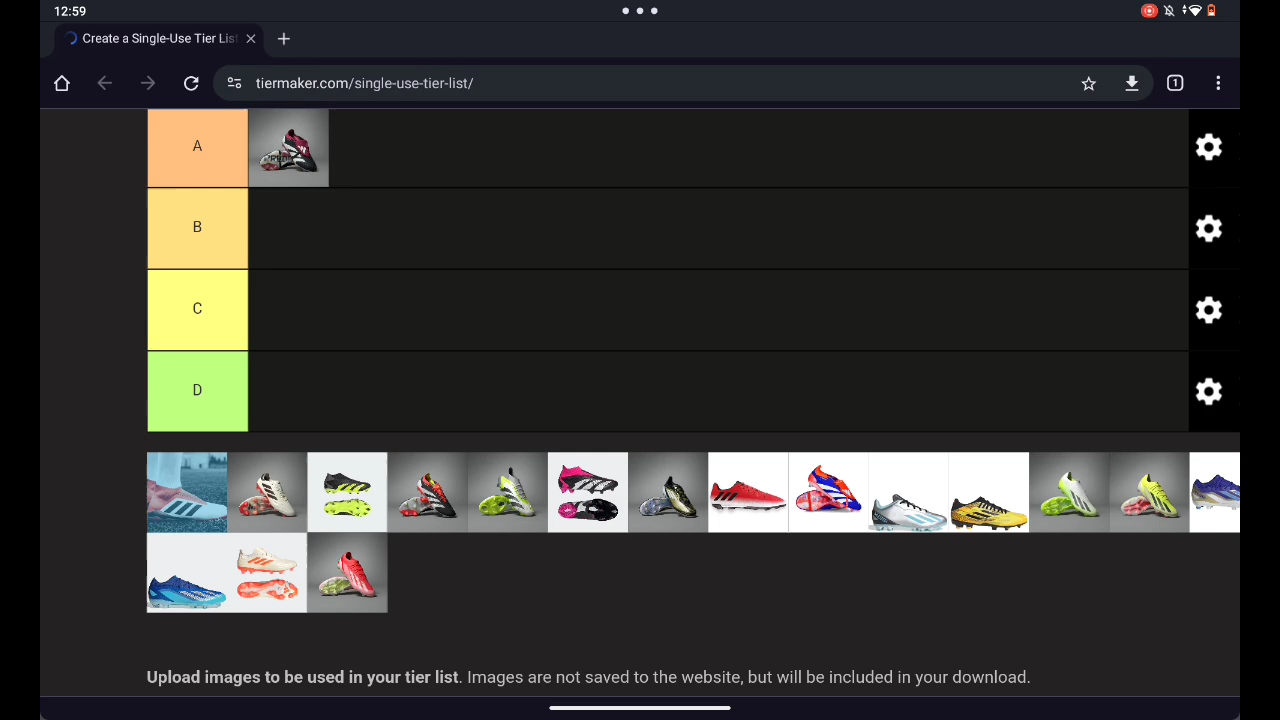 12:59
Create a Single-Use Tier List
tiermaker.com/single-use-tier-list/
1
A
B
C
D
Upload images to be used in your tier list. Images are not saved to the website, but will be included in your download.